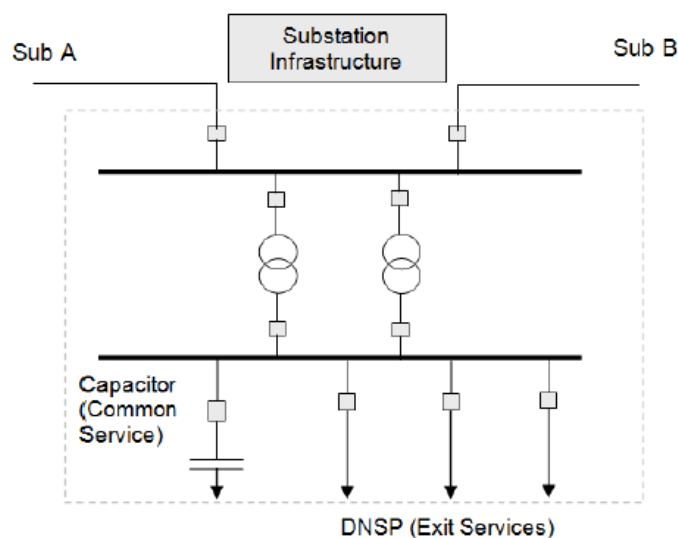 Substation
Infrastructure
Sub A
Sub B
Capacitor
(Common
Service)
DNSP (Exit Services)